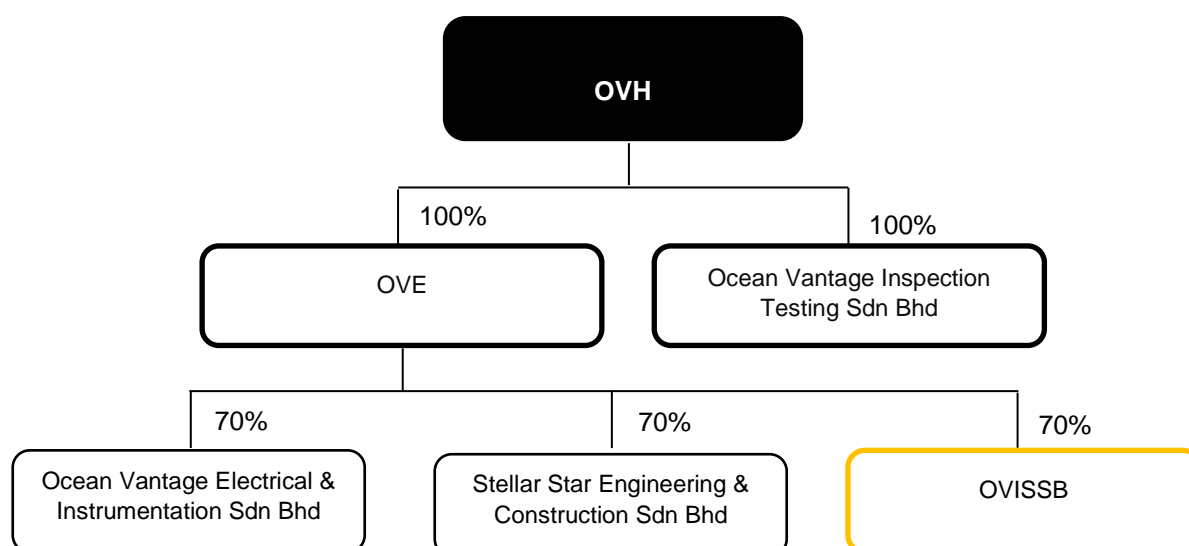 OVH
100%
100%
OVE
Ocean Vantage Inspection
Testing Sdn Bhd
70%
70%
70%
Ocean Vantage Electrical &
Instrumentation Sdn Bhd
Stellar Star Engineering &
Construction Sdn Bhd
OVISSB